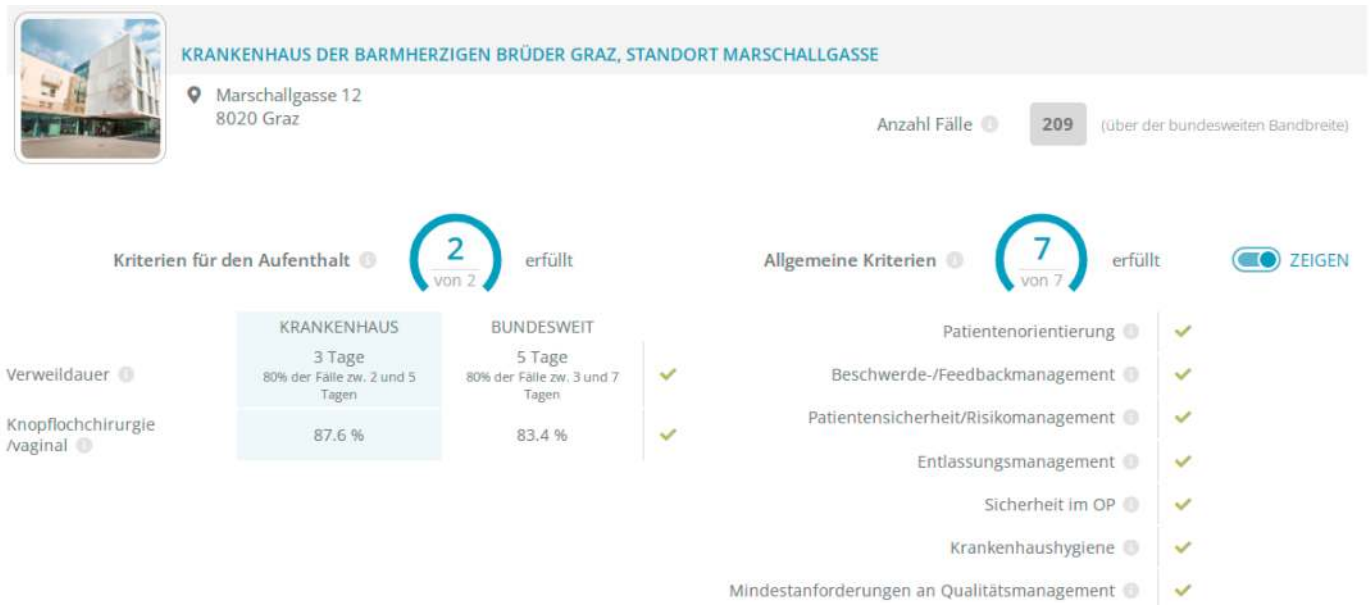 KRANKENHAUS DER BARMHERZIGEN BRÜDER GRAZ, STANDORT MARSCHALLGASSE
Marschallgasse 12
8020 Graz
Anzahl Fälle 209 (über der bundesweiten Bandbreite)
Kriterien für den Aufenthalt 2 von 2 erfüllt
Allgemeine Kriterien 7 von 7 erfüllt ZEIGEN
KRANKENHAUS BUNDESWEIT
Verweildauer
3 Tage
80% der Fälle zw. 2 und 5
Tagen
5 Tage
80% der Fälle zw. 3 und 7
Tagen
Knopflochchirurgie
/vaginal
87.6 % 83.4 %
Patientenorientierung
Beschwerde-/Feedbackmanagement
Patientensicherheit/Risikomanagement
Entlassungsmanagement
Sicherheit im OP
Krankenhaushygiene
Mindestanforderungen an Qualitätsmanagement